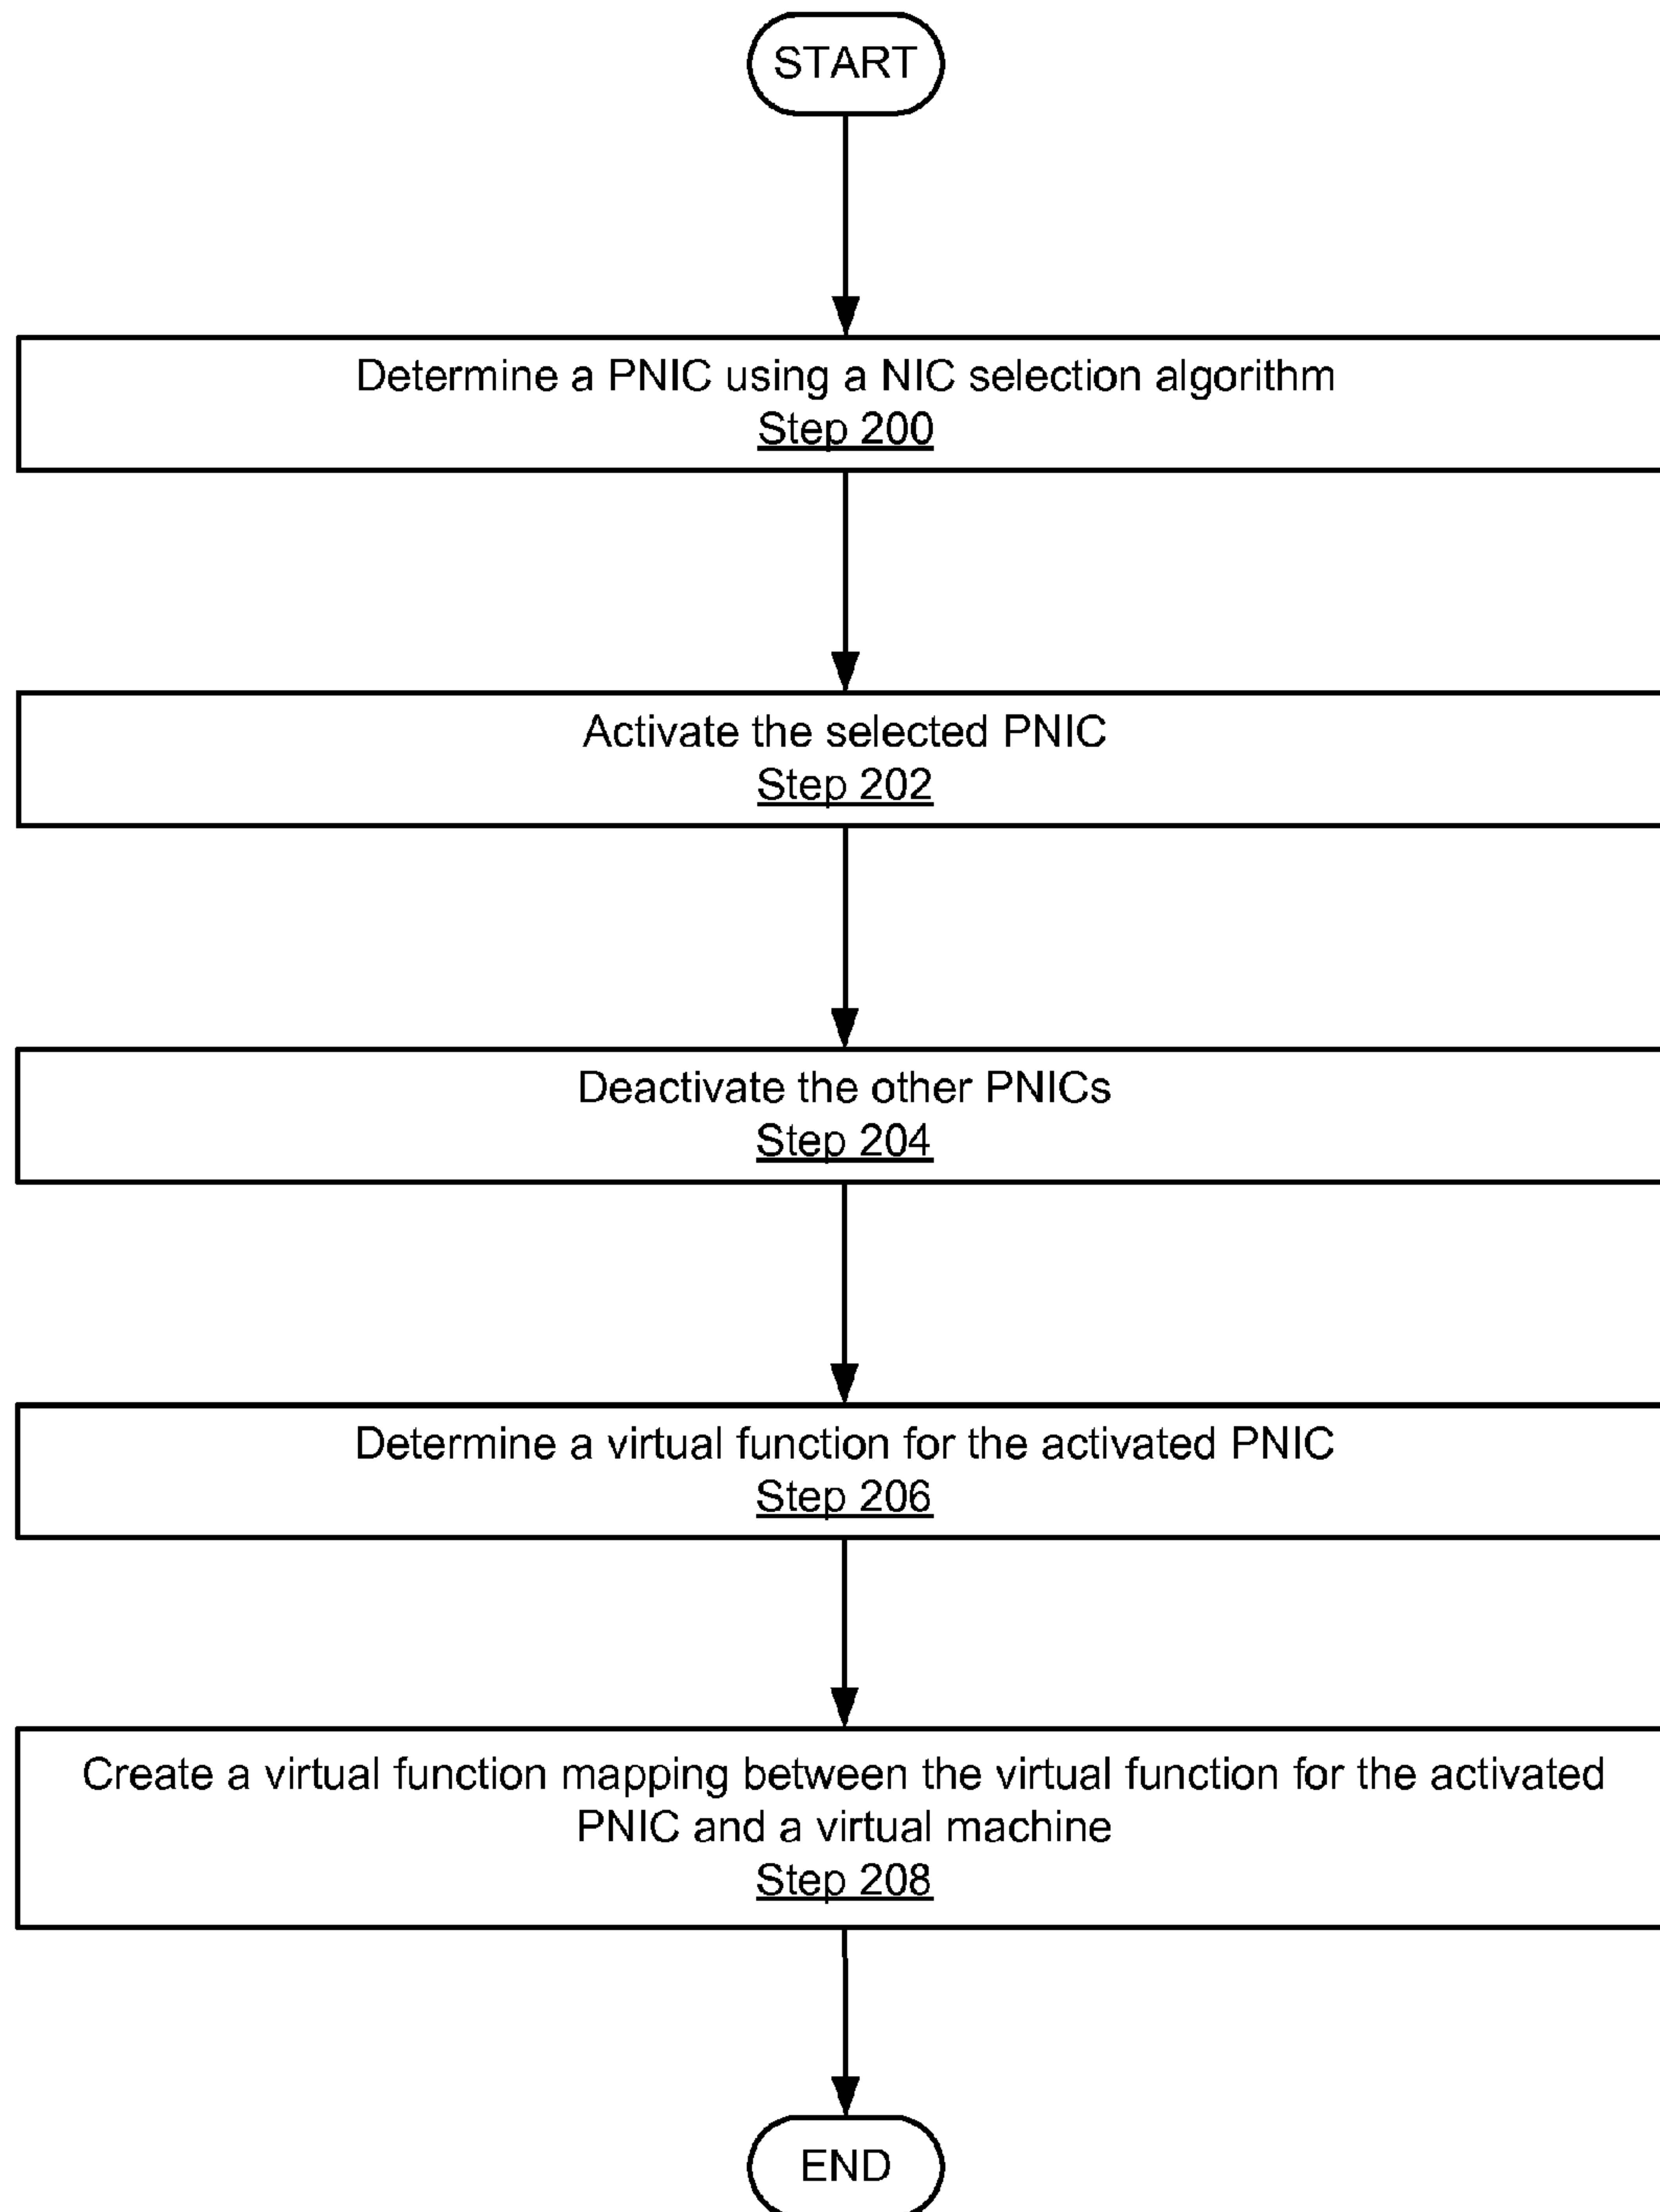 START
Determine a PNIC using a NIC selection algorithm
Step 200
Activate the selected PNIC
Step 202
Deactivate the other PNICs
Step 204
Determine a virtual function for the activated PNIC
Step 206
Create a virtual function mapping between the virtual function for the activated
PNIC and a virtual machine
Step 208
END